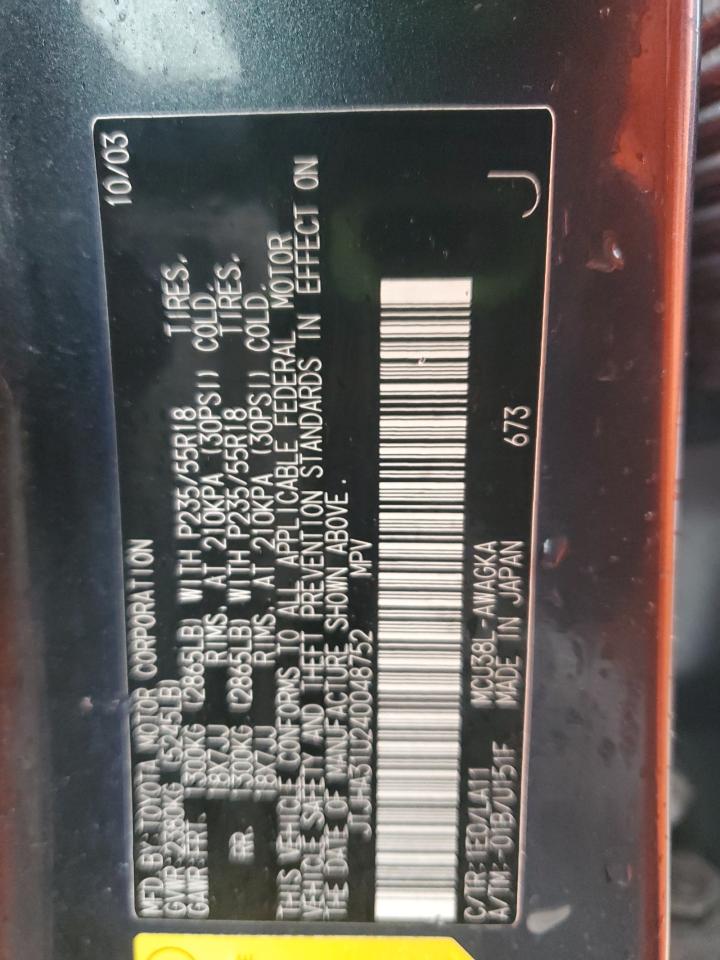 10/03
MFD BY: TOYOTA MOTOR CORPORATION
GVWR: 2380KG (5245LB)
GAWR: FRT. 1300KG (2865LB) WITH P235/55R18 TIRES.
18X7JJ RIMS, AT 210KPA (30PSI) COLD.
RR. 1300KG (2865LB) WITH P235/55R18 TIRES.
18X7JJ RIMS, AT 210KPA (30PSI) COLD.
THIS VEHICLE CONFORMS TO ALL APPLICABLE FEDERAL MOTOR
VEHICLE SAFETY AND THEFT PREVENTION STANDARDS IN EFFECT ON
THE DATE OF MANUFACTURE SHOWN ABOVE.
JTJHA31U240048752 MPV
C/TR: 1E0/LA11 MCU38L-AWAGKA 673
A/TM: -01B/U151F MADE IN JAPAN
J